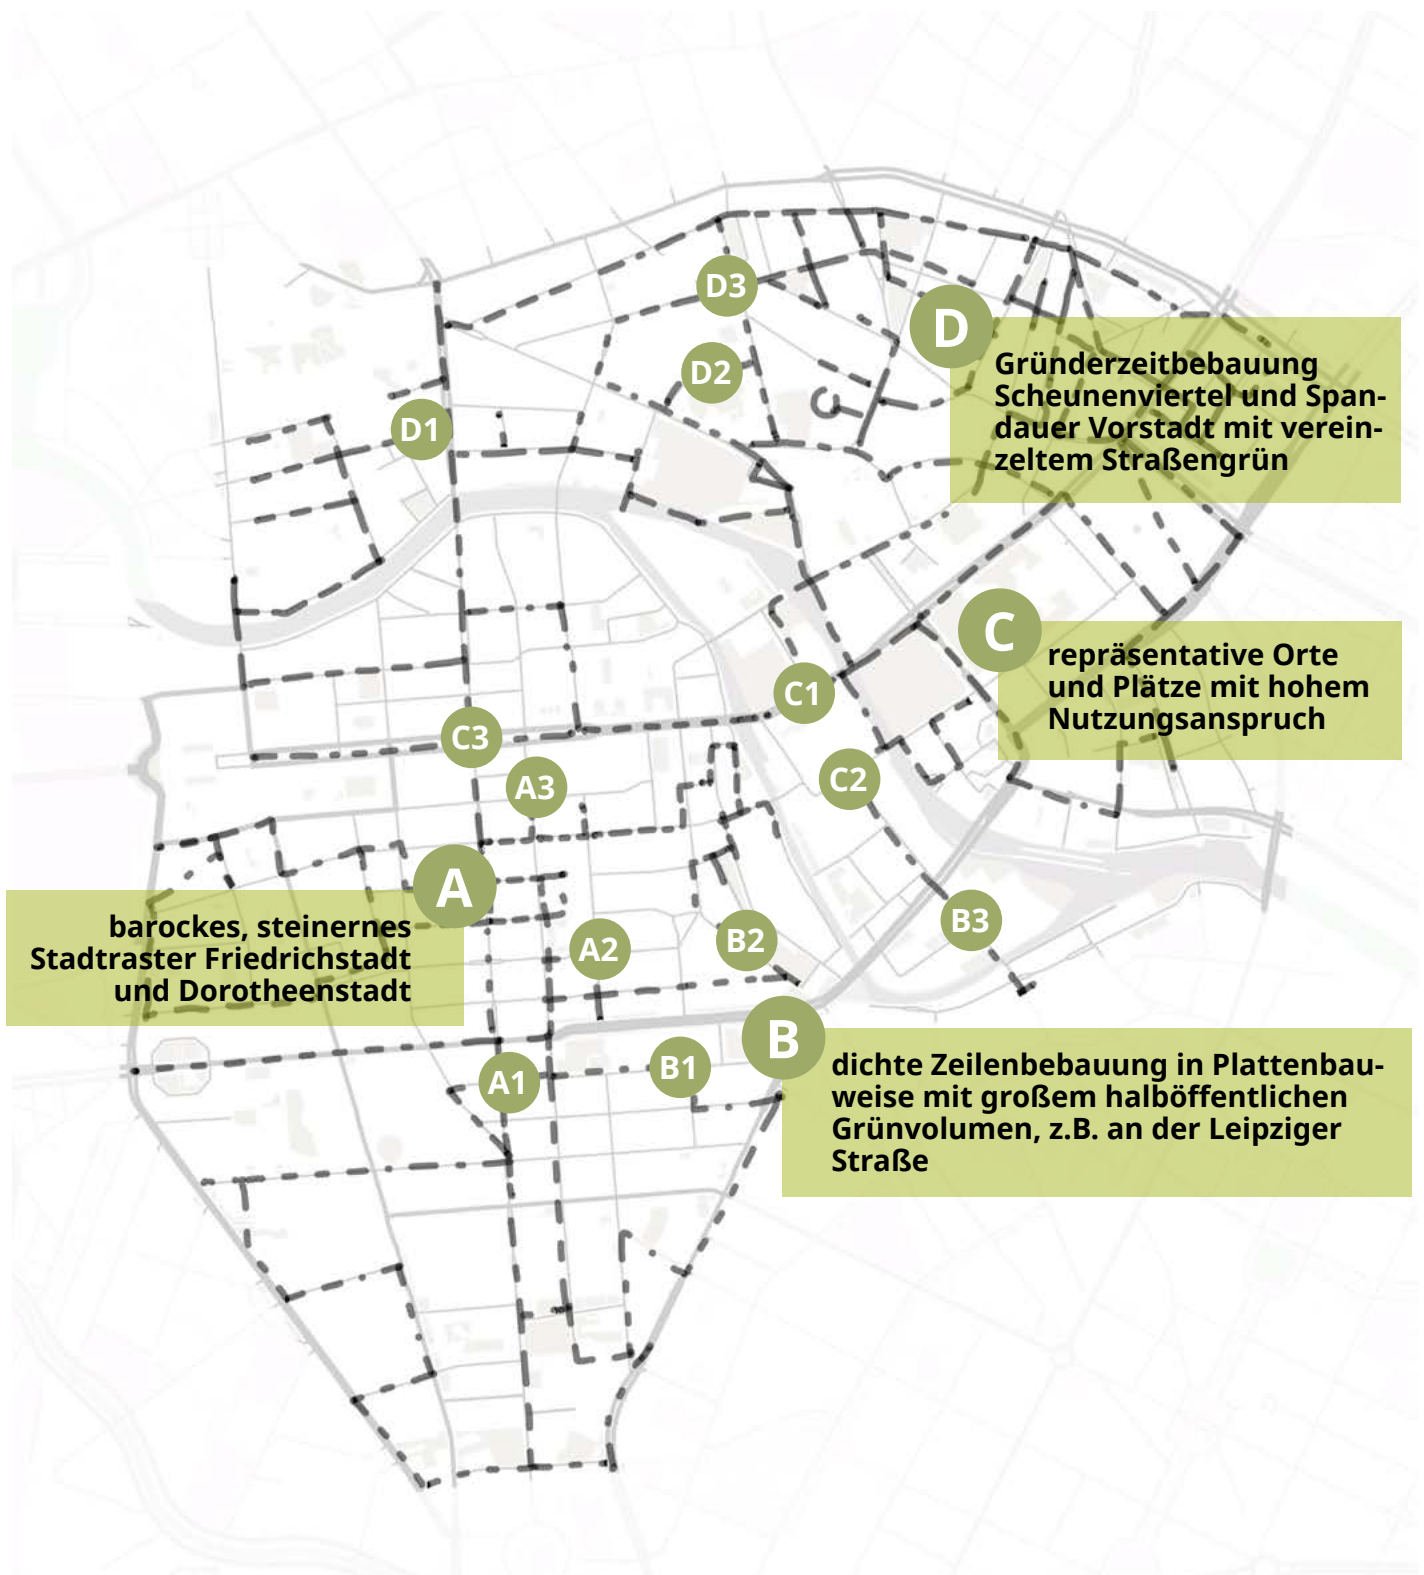 D3
D
Gründerzeitbebauung
Scheunenviertel und Span-
dauer Vorstadt mit verein-
zeltem Straßengrün
D2
D1
C
repräsentative Orte
und Plätze mit hohem
Nutzungsanspruch
C1
C3
C2
A3
A
barockes, steinernes
Stadtraster Friedrichstadt
und Dorotheenstadt
A2
B2
B3
B
dichte Zeilenbebauung in Plattenbau-
weise mit großem halböffentlichen
Grünvolumen, z.B. an der Leipziger
Straße
A1
B1